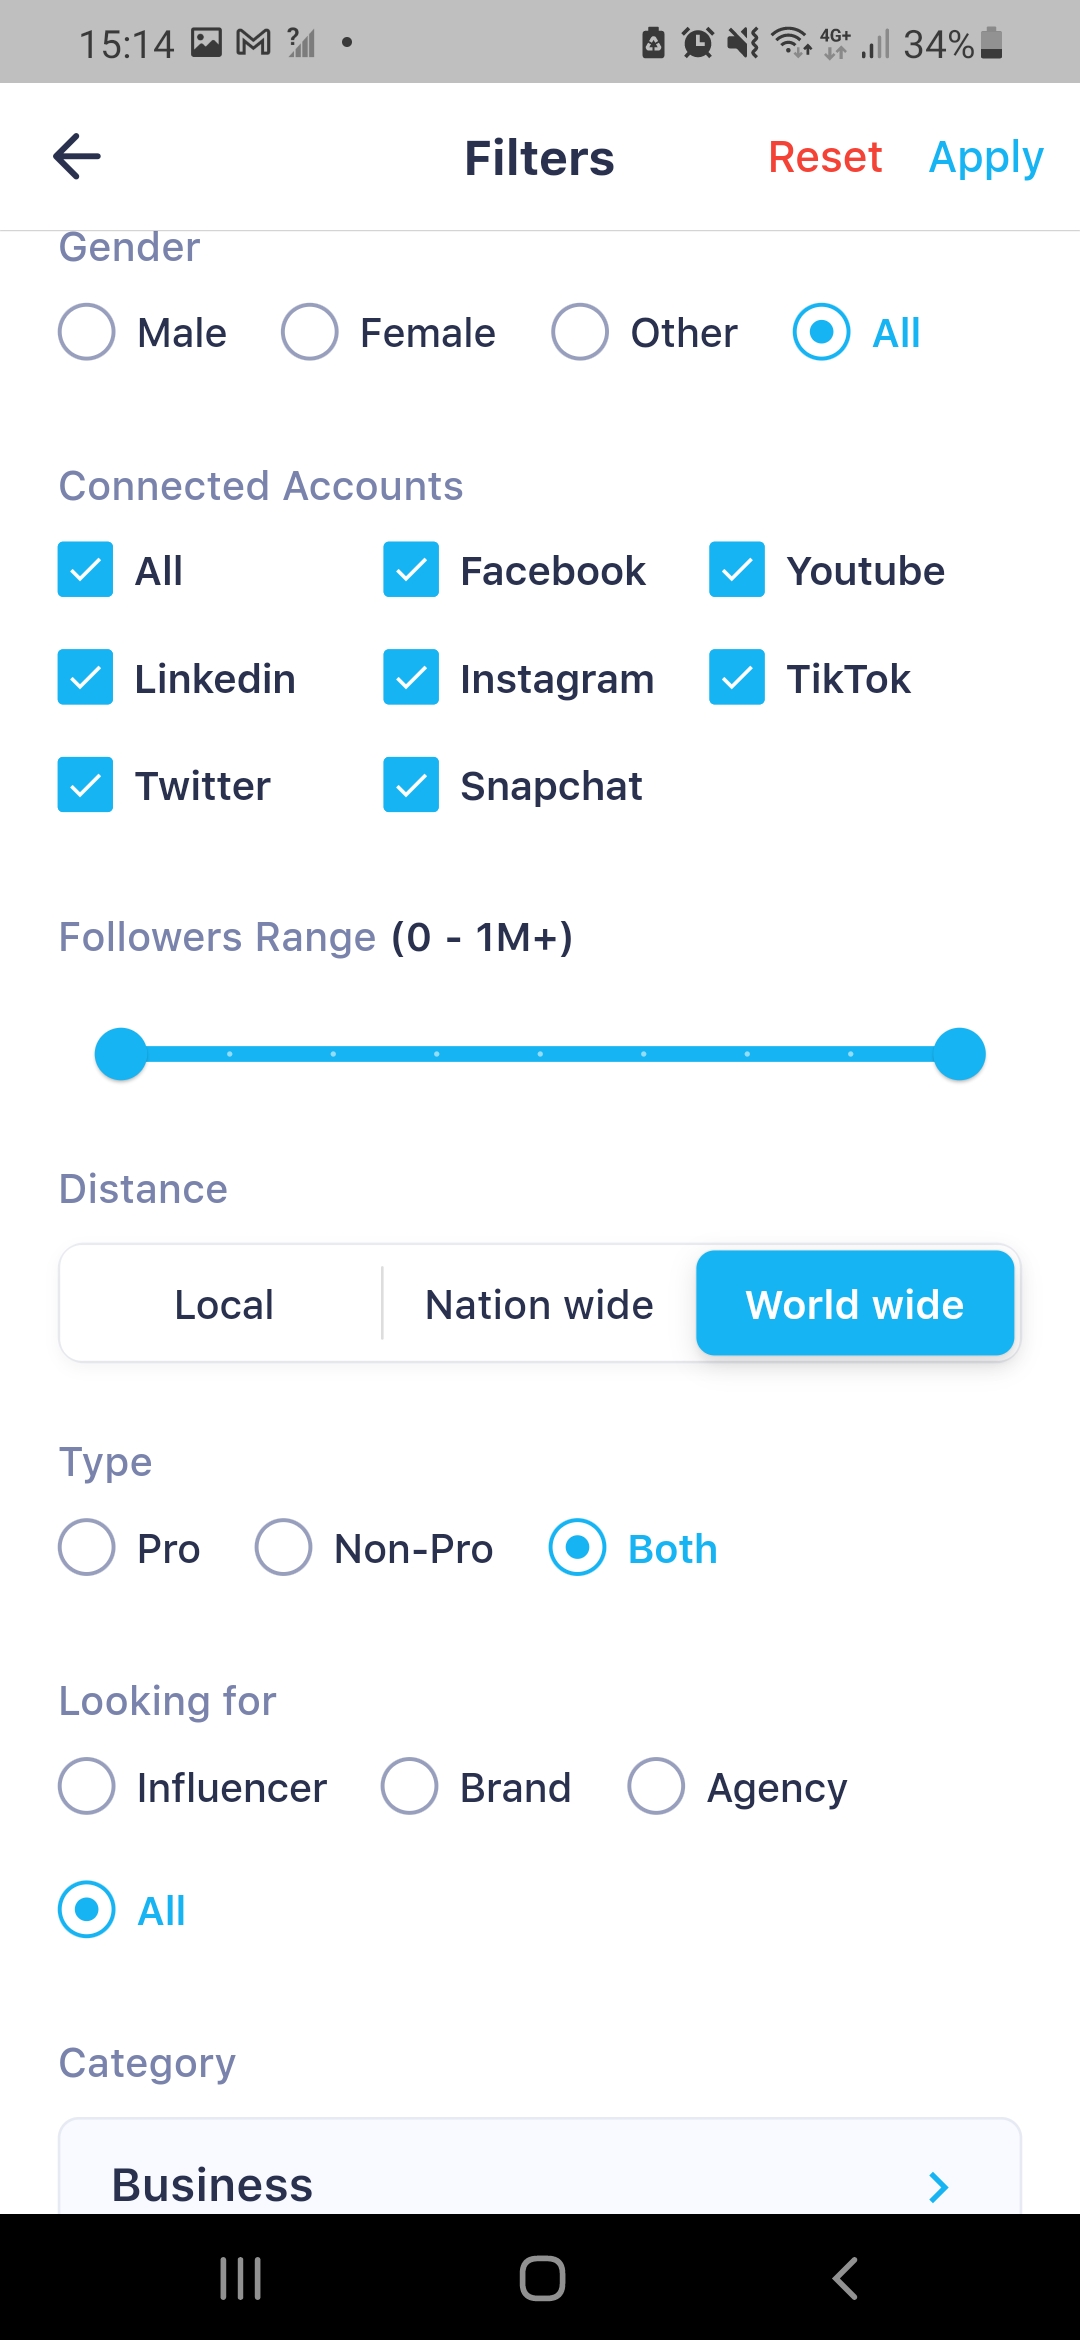 15:14 ? 4G+ 34%
Filters Reset Apply
Gender
Male Female Other All
Connected Accounts
All Facebook Youtube
Linkedin Instagram TikTok
Twitter Snapchat
Followers Range (0 - 1M+)
Distance
Local Nation wide World wide
Type
Pro Non-Pro Both
Looking for
Influencer Brand Agency
All
Category
Business